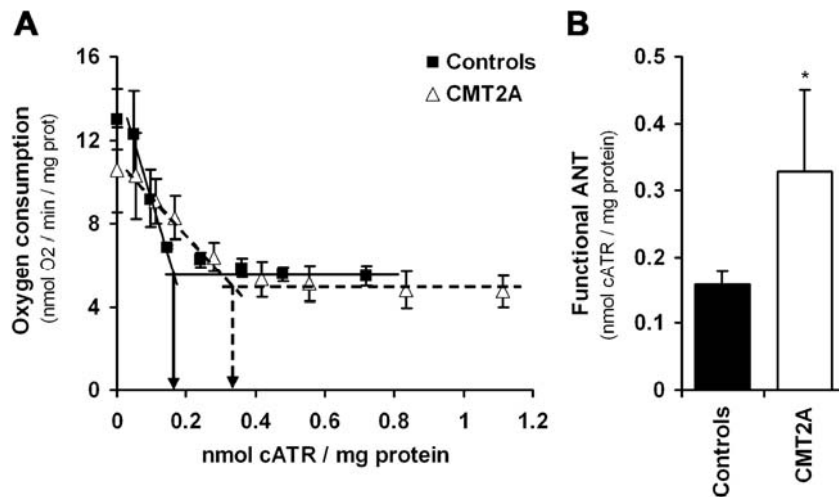 A
Oxygen consumption
(nmol O2 / min / mg prot)
16
12
8
4
0
0
0.2
0.4
0.6
0.8
1
1.2
nmol cATR / mg protein
Controls
CMT2A
B
Functional ANT
(nmol cATR / mg protein)
0.5
0.4
0.3
0.2
0.1
0
*
Controls
CMT2A